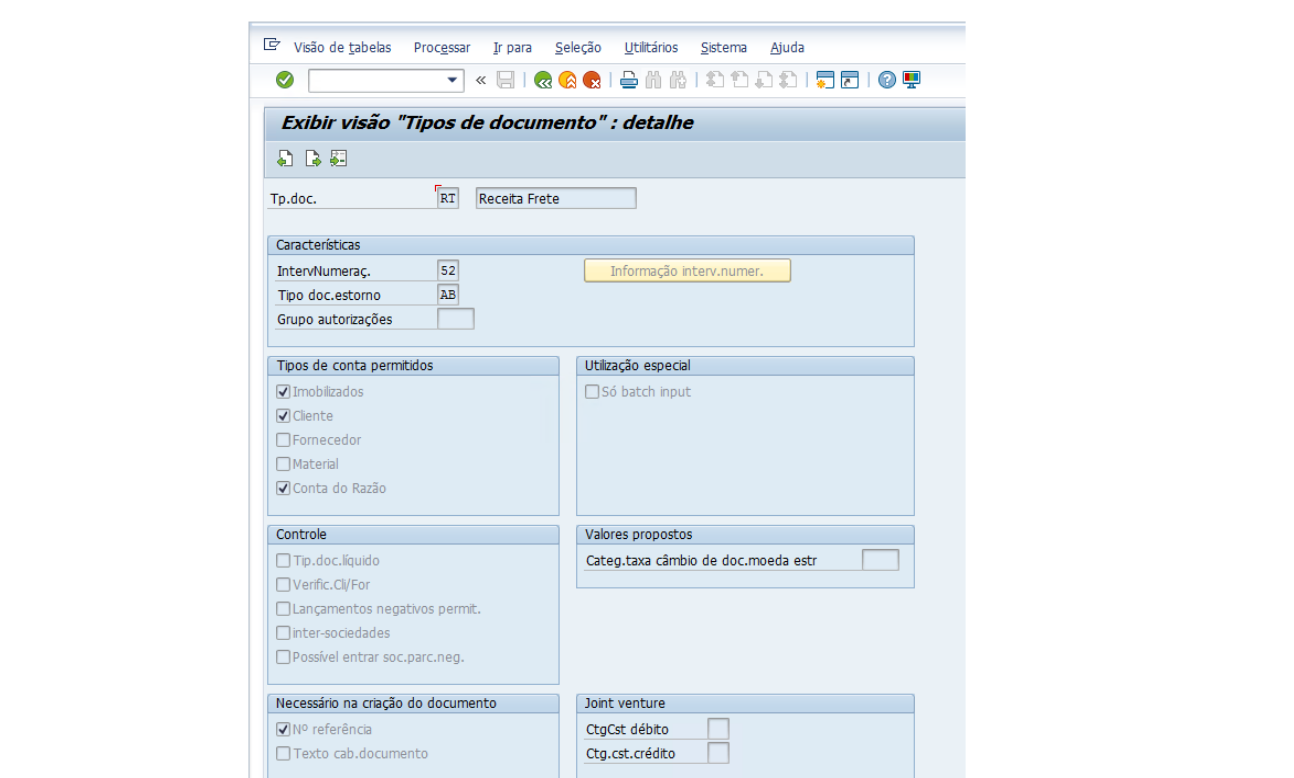 Visão de tabelas Processar Ir para Seleção Utilitários Sistema Ajuda
Exibir visão "Tipos de documento" : detalhe
Tp.doc. RT Receita Frete
Características
IntervNumeraç. 52 Informação interv.numer.
Tipo doc.estorno AB
Grupo autorizações
Tipos de conta permitidos Utilização especial
Imobilizados Só batch input
Cliente
Fornecedor
Material
Conta do Razão
Controle Valores propostos
Tip.doc.líquido Categ.taxa câmbio de doc.moeda estr
Verific.Cli/For
Lançamentos negativos permit.
inter-sociedades
Possível entrar soc.parc.neg.
Necessário na criação do documento Joint venture
Nº referência CtgCst débito
Texto cab.documento Ctg.cst.crédito